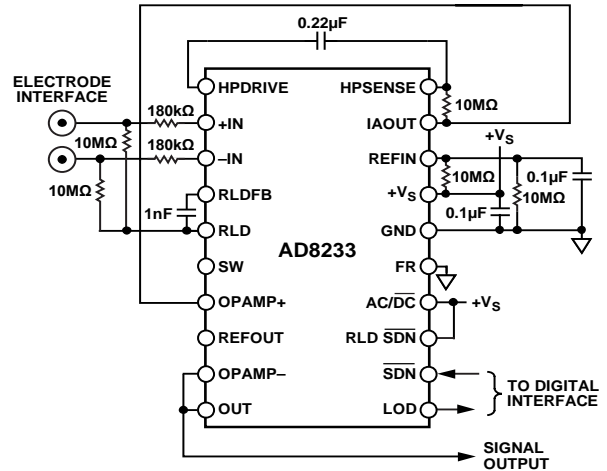 0.22µF
ELECTRODE
INTERFACE
HPDRIVE
HPSENSE
180kΩ
10MΩ
+IN
IAOUT
+VS
10MΩ
180kΩ
–IN
REFIN
0.1µF
10MΩ
10MΩ
RLDFB
+VS
10MΩ
1nF
0.1µF
RLD
GND
AD8233
SW
FR
OPAMP+
AC/DC
+VS
REFOUT
RLD SDN
OPAMP–
SDN
TO DIGITAL
INTERFACE
OUT
LOD
SIGNAL
OUTPUT